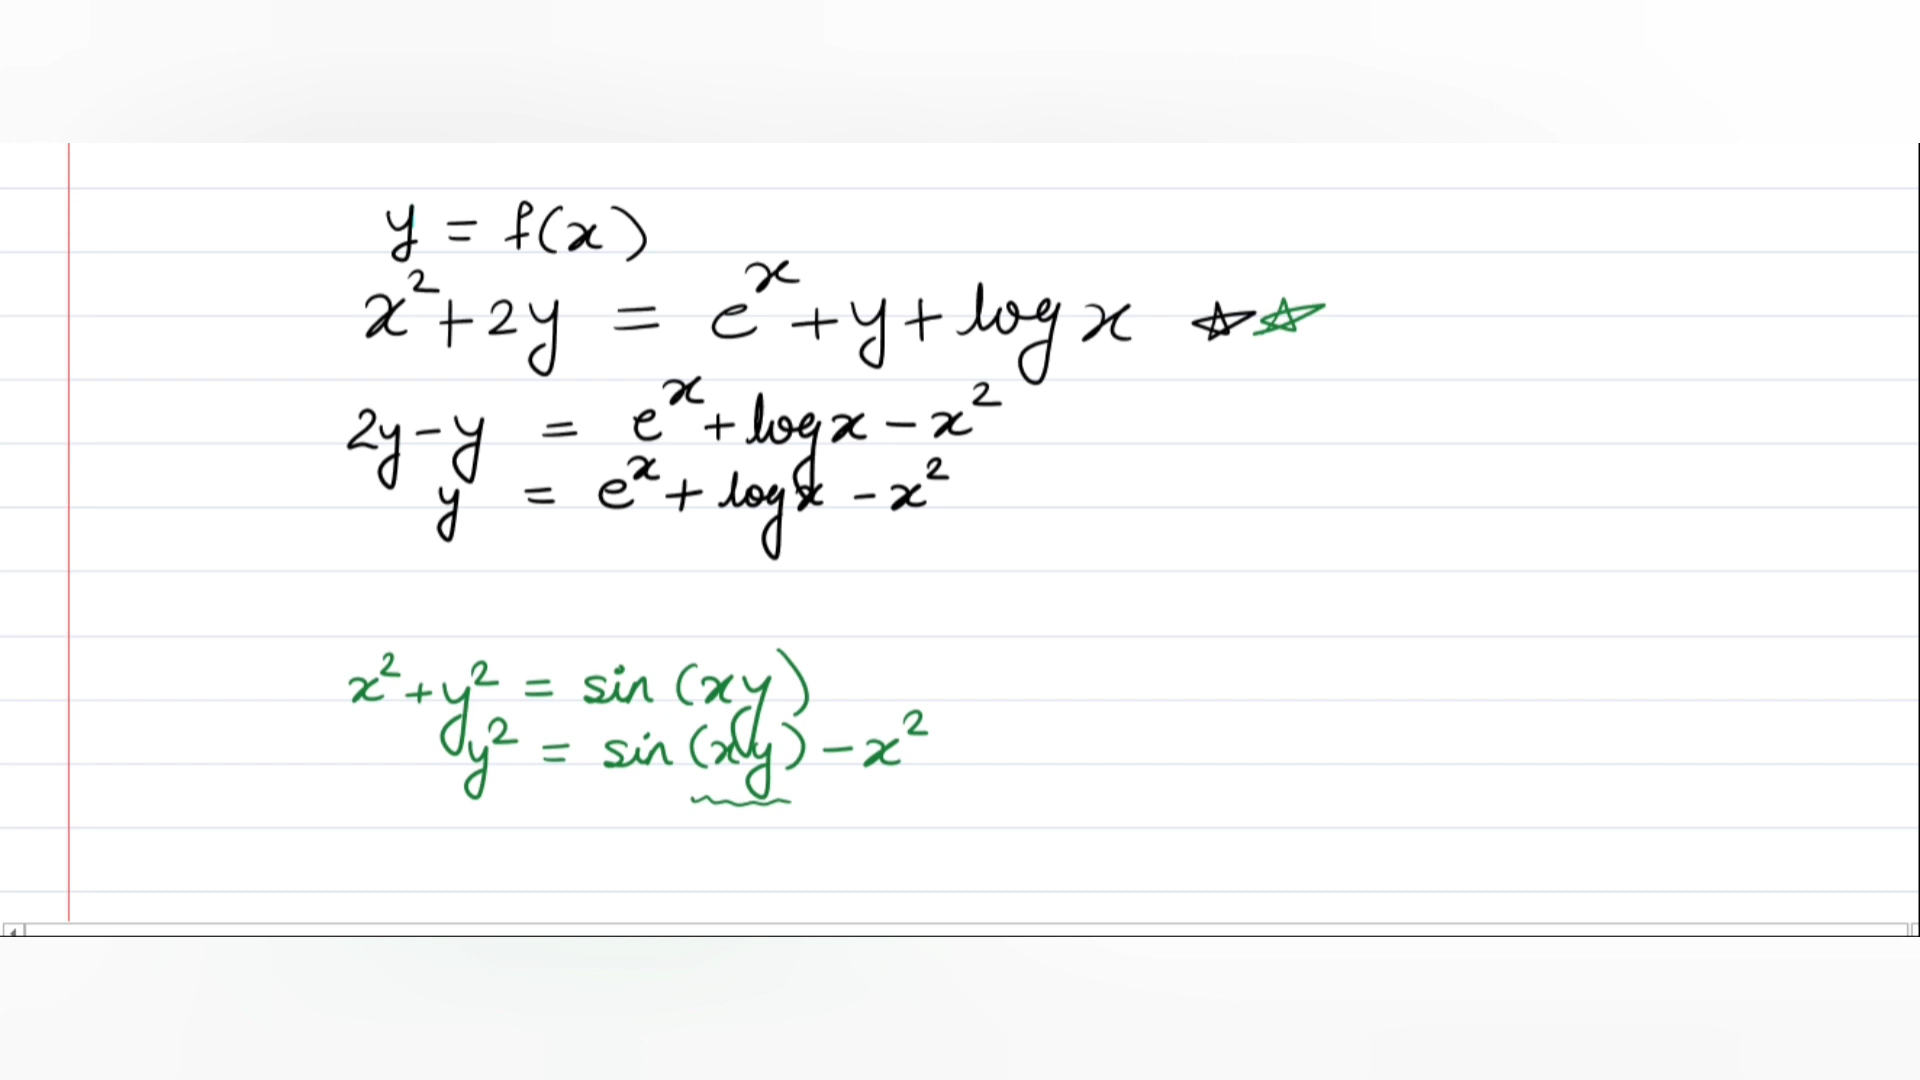 y = f(x)
x² + 2y = eˣ + y + log x ☆☆
2y - y = eˣ + log x - x²
y = eˣ + log x - x²
x² + y² = sin (xy)
y² = sin (xy) - x²